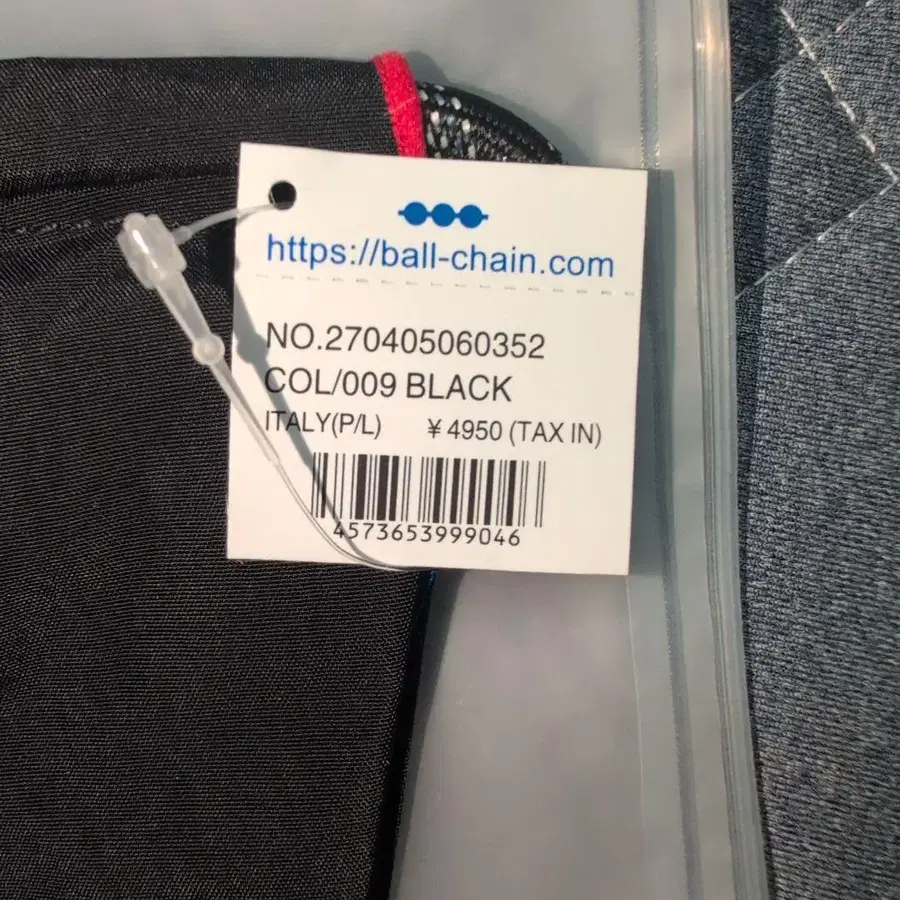 https://ball-chain.com
NO.270405060352
COL/009 BLACK
ITALY(P/L) ¥4950 (TAX IN)
4573653999046